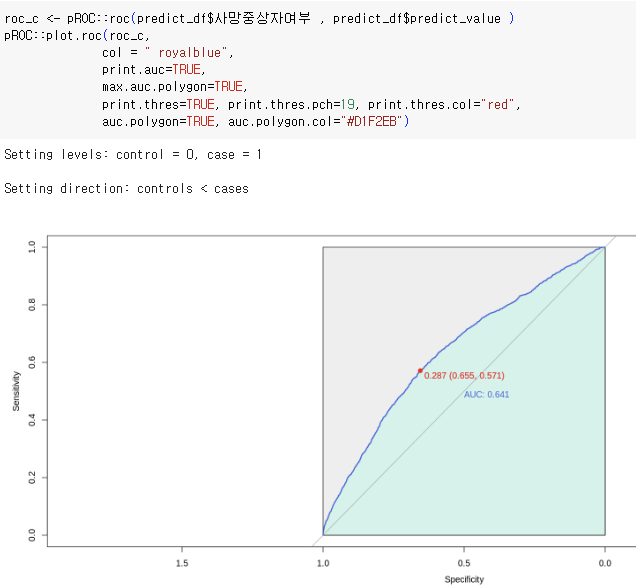 roc_c <- pROC::roc(predict_df$사망중상자여부 , predict_df$predict_value )
pROC::plot.roc(roc_c,
col = " royalblue",
print.auc=TRUE,
max.auc.polygon=TRUE,
print.thres=TRUE, print.thres.pch=19, print.thres.col="red",
auc.polygon=TRUE, auc.polygon.col="#D1F2EB")
Setting levels: control = 0, case = 1
Setting direction: controls < cases
1.0
0.8
0.6
0.4
0.2
0.0
Sensitivity
0.287 (0.655, 0.571)
AUC: 0.641
1.5 1.0 0.5 0.0
Specificity